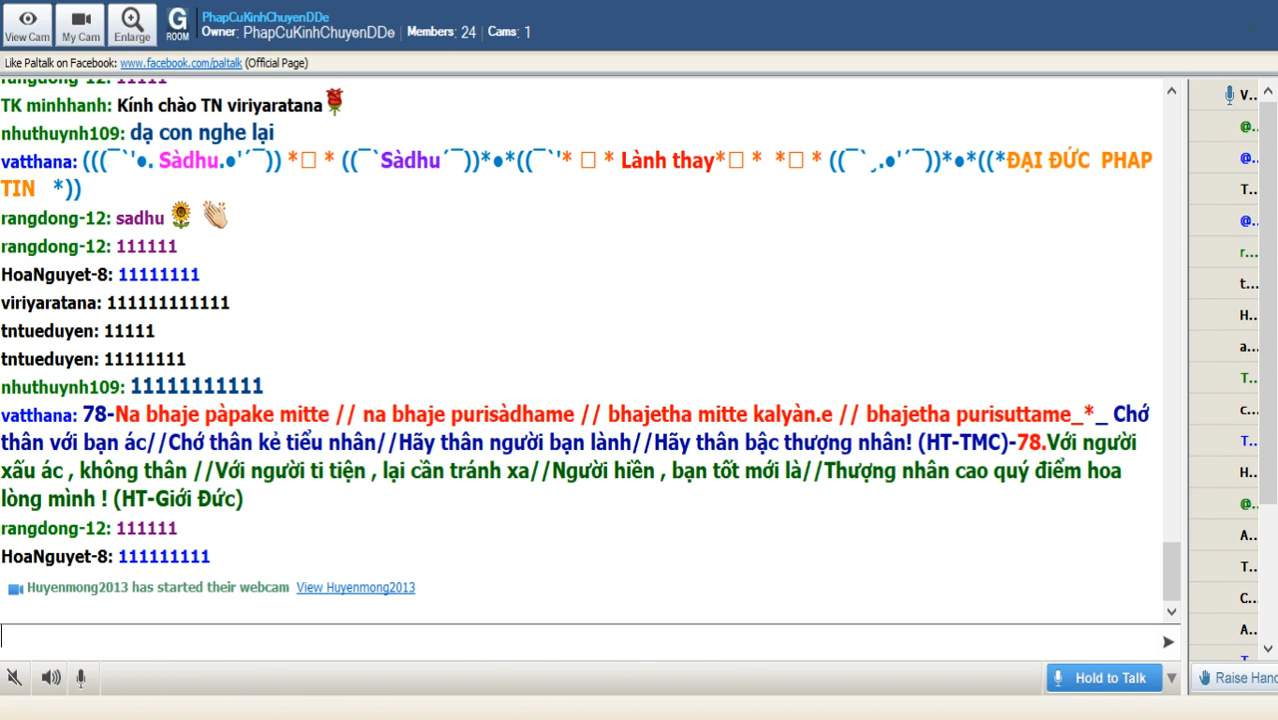 View Cam
My Cam
Enlarge
G
ROOM
PhapCuKinhChuyenDDe
Owner: PhapCuKinhChuyenDDe | Members: 24 | Cams: 1
Like Paltalk on Facebook: www.facebook.com/paltalk (Official Page)
rangdong-12: 11111
TK minhhanh: Kính chào TN viriyaratana
nhuthuynh109: dạ con nghe lại
vatthana: (((¯`'●. Sàdhu.●'´¯)) *□ * ((¯`Sàdhu´¯))*●*((¯`'* □ * Lành thay*□ * *□ * ((¯`¸.●'´¯))*●*((*ĐẠI ĐỨC PHAP
TIN *))
rangdong-12: sadhu
rangdong-12: 111111
HoaNguyet-8: 11111111
viriyaratana: 111111111111
tntueduyen: 11111
tntueduyen: 11111111
nhuthuynh109: 11111111111
vatthana: 78-Na bhaje pàpake mitte // na bhaje purisàdhame // bhajetha mitte kalyàn.e // bhajetha purisuttame_*_ Chớ
thân với bạn ác//Chớ thân kẻ tiểu nhân//Hãy thân người bạn lành//Hãy thân bậc thượng nhân! (HT-TMC)-78.Với người
xấu ác , không thân //Với người ti tiện , lại cần tránh xa//Người hiền , bạn tốt mới là//Thượng nhân cao quý điểm hoa
lòng mình ! (HT-Giới Đức)
rangdong-12: 111111
HoaNguyet-8: 111111111
Huyenmong2013 has started their webcam View Huyenmong2013
V..
@.
@.
T...
@.
r...
t...
H..
a...
T..
c...
T..
H..
@.
A..
T...
C...
A..
Hold to Talk
Raise Hand